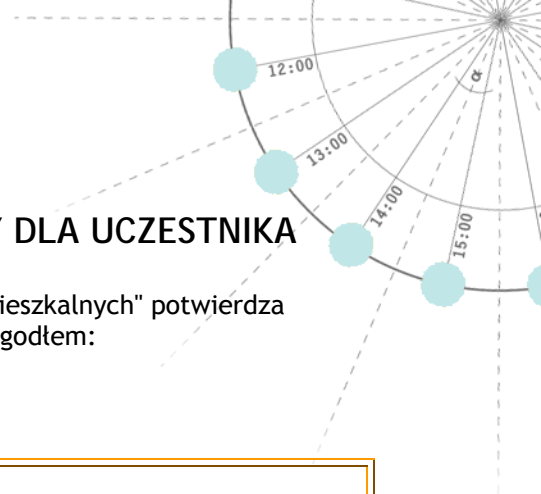 12:00
13:00
14:00
15:00
α
DLA UCZESTNIKA
ieszkalnych" potwierdza
godłem: